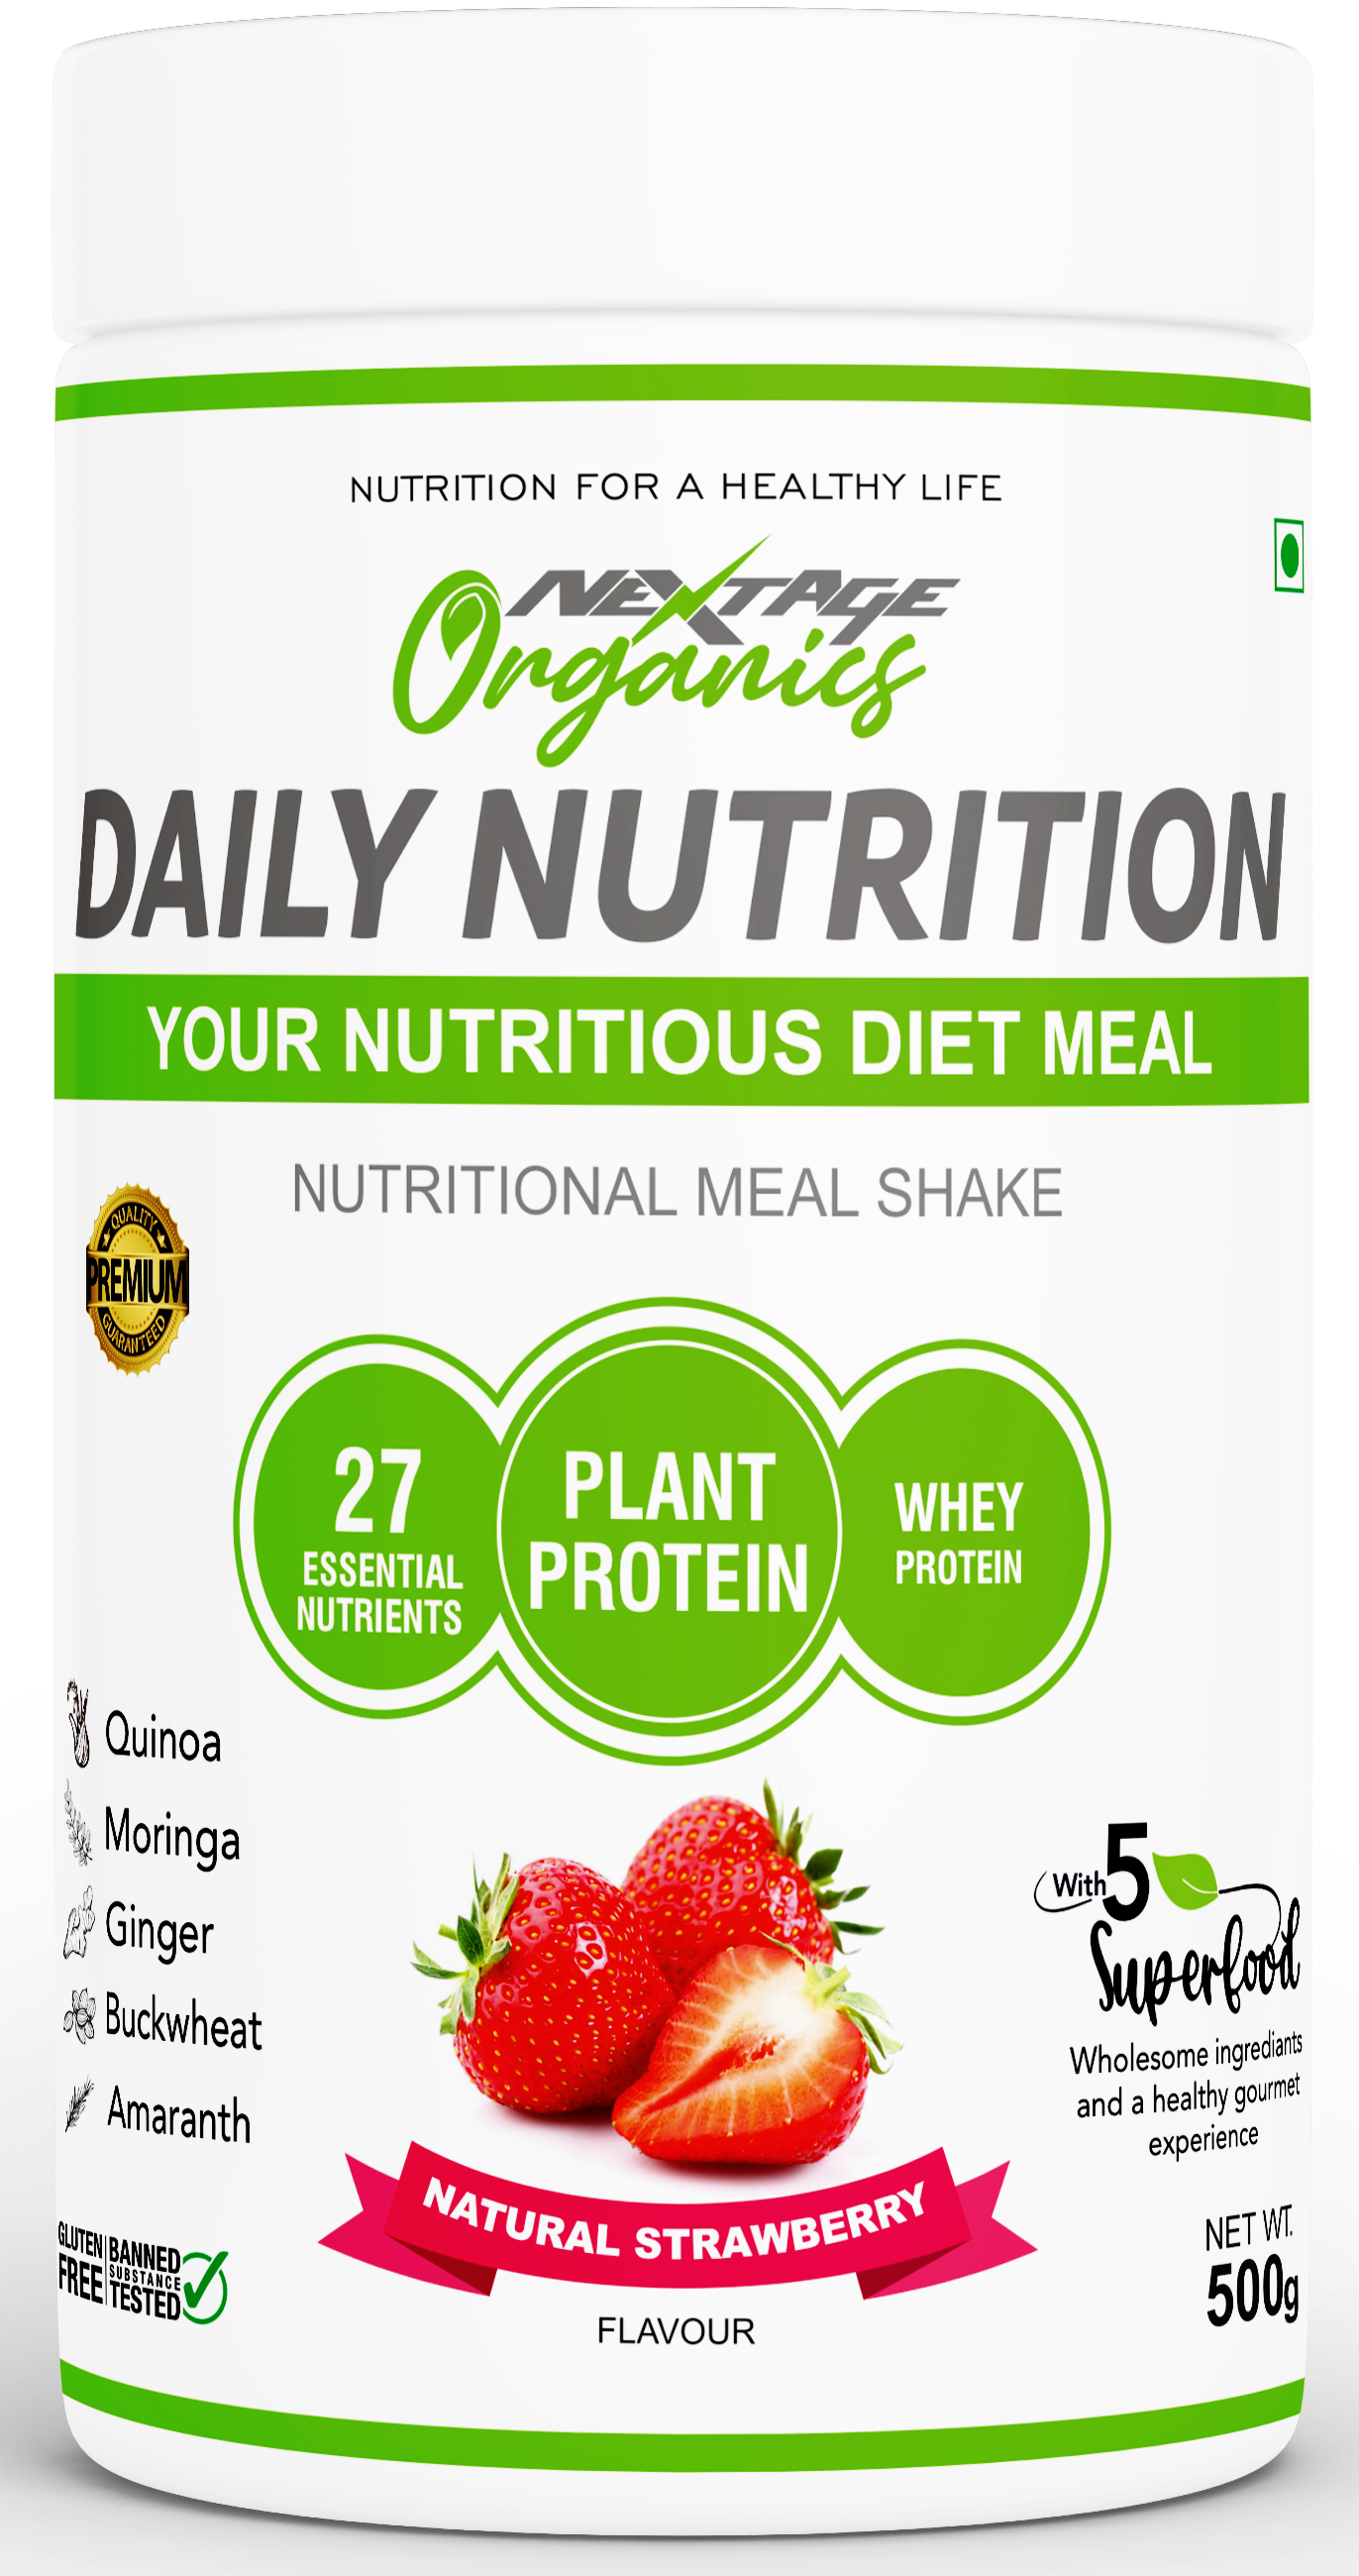 NUTRITION FOR A HEALTHY LIFE
NEXTAGE
Organics
DAILY NUTRITION
YOUR NUTRITIOUS DIET MEAL
NUTRITIONAL MEAL SHAKE
QUALITY
PREMIUM
GUARANTEED
27
ESSENTIAL
NUTRIENTS
PLANT
PROTEIN
WHEY
PROTEIN
Quinoa
Moringa
Ginger
Buckwheat
Amaranth
With 5
Superfood
Wholesome ingrediants
and a healthy gourmet
experience
GLUTEN
FREE
BANNED
SUBSTANCE
TESTED
NATURAL STRAWBERRY
FLAVOUR
NET WT.
500g